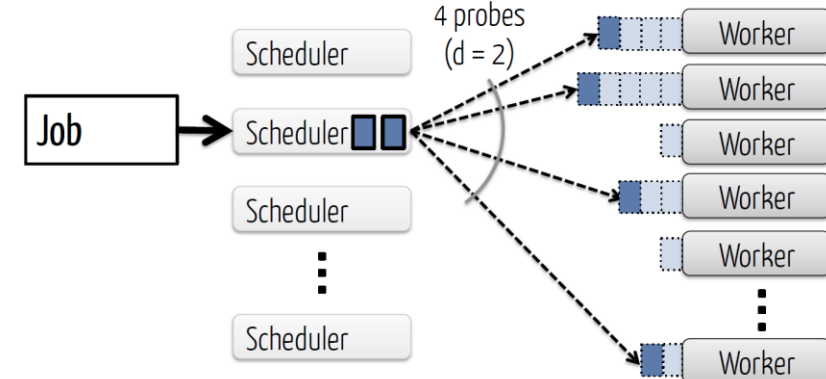 4 probes
(d = 2)
Job
Scheduler
Scheduler
Scheduler
Scheduler
Worker
Worker
Worker
Worker
Worker
Worker